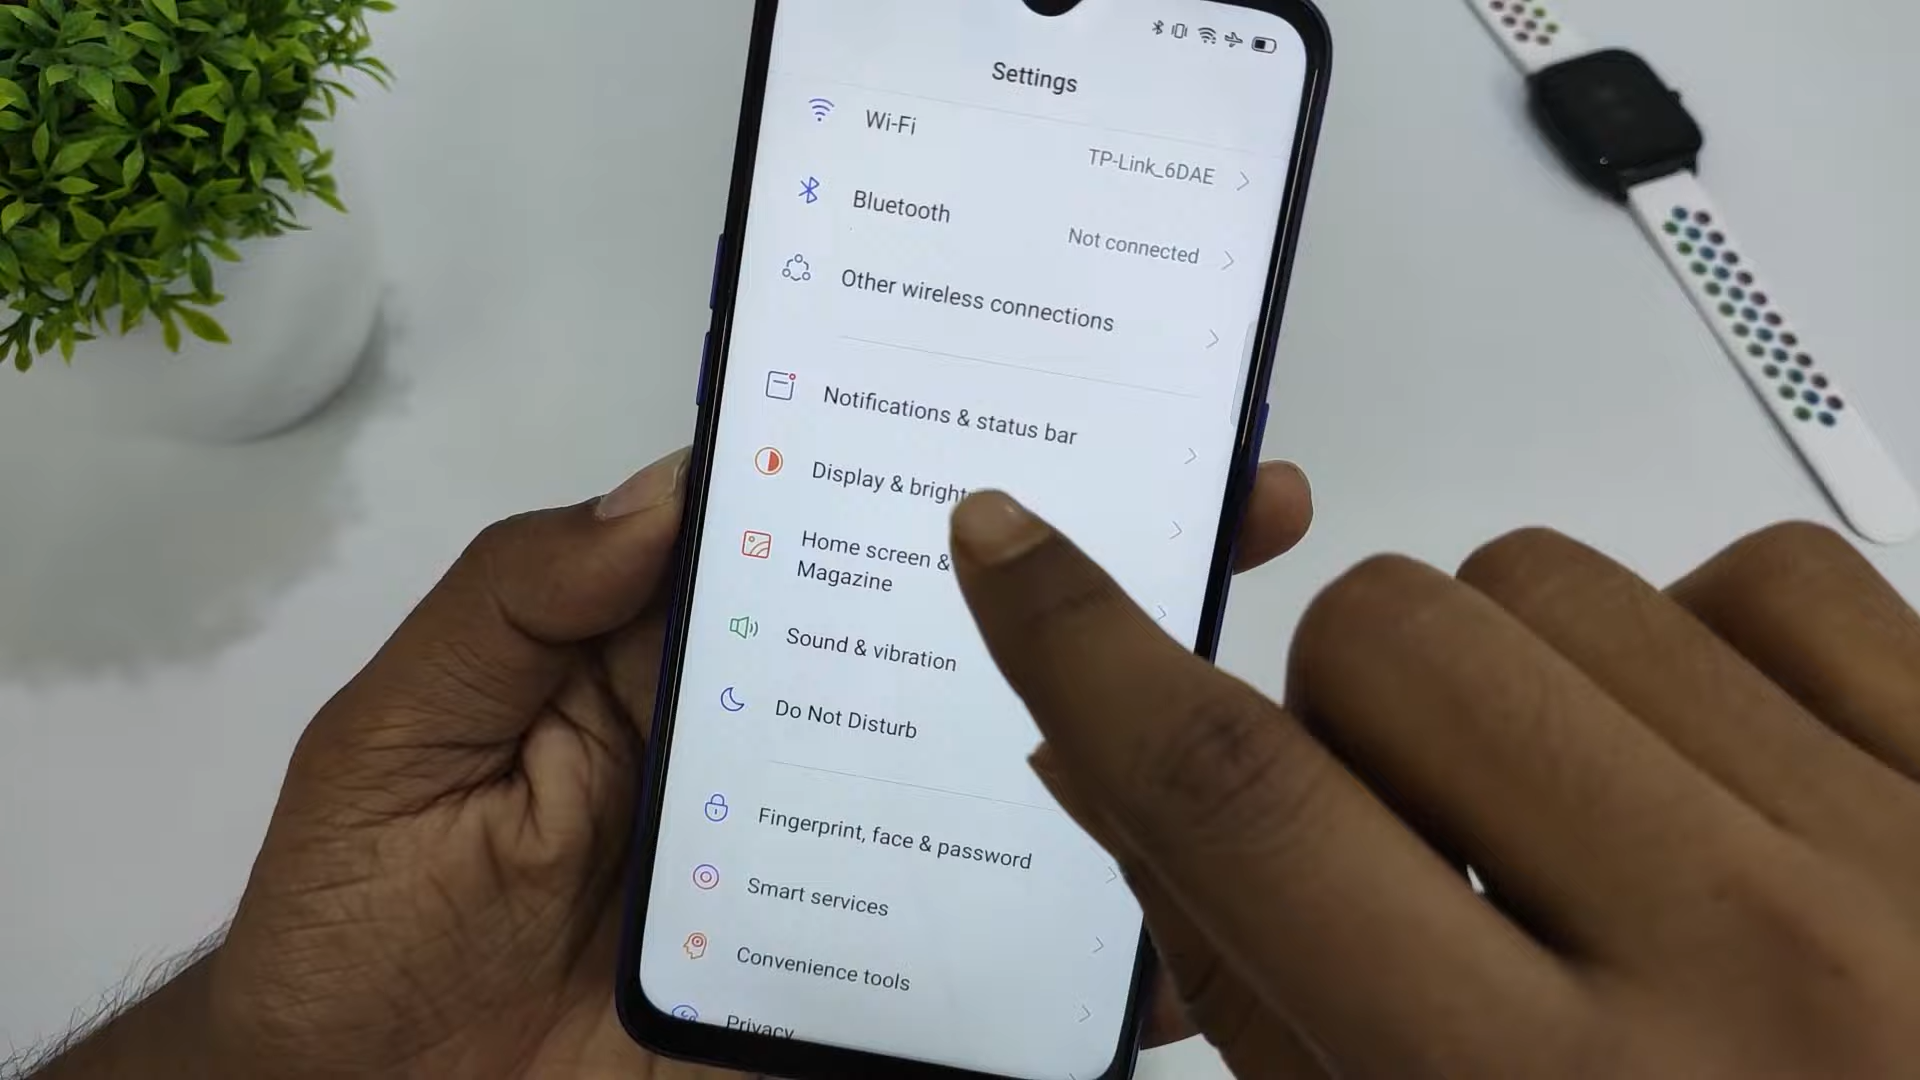 Settings
Wi-Fi
TP-Link_6DAE
Bluetooth
Not connected
Other wireless connections
Notifications & status bar
Display &
Home screen &
Magazine
Sound & vibration
Do Not Disturb
Fingerprint, face & password
Smart services
Convenience tools
Privacy